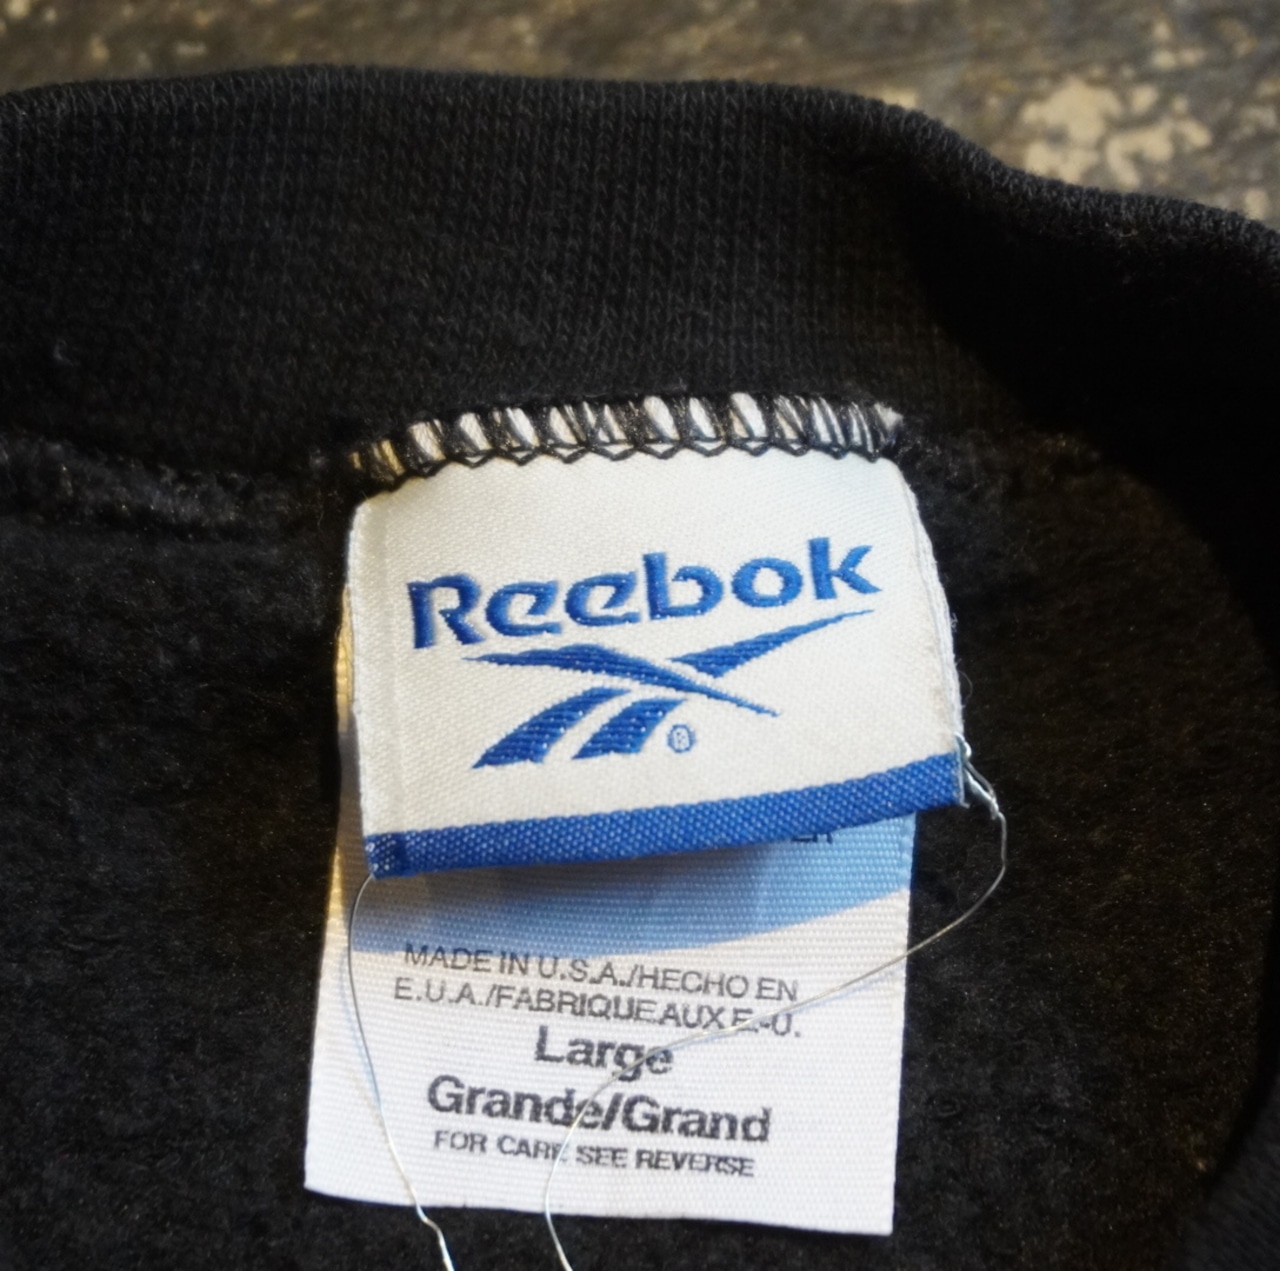 Reebok
®
MADE IN U.S.A./HECHO EN
E.U.A./FABRIQUE AUX E.-U.
Large
Grande/Grand
FOR CARE SEE REVERSE